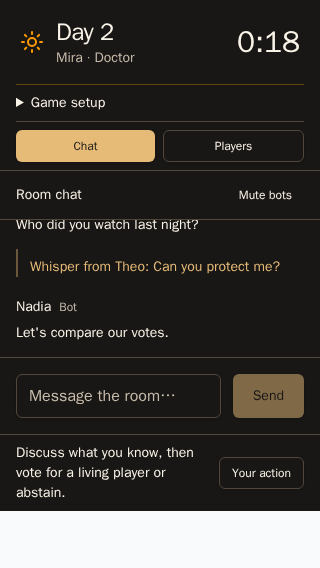 Day 2
Mira · Doctor
0:18
Game setup
Chat
Players
Room chat
Mute bots
Who did you watch last night?
Whisper from Theo: Can you protect me?
Nadia Bot
Let's compare our votes.
Message the room···
Send
Discuss what you know, then
vote for a living player or
abstain.
Your action